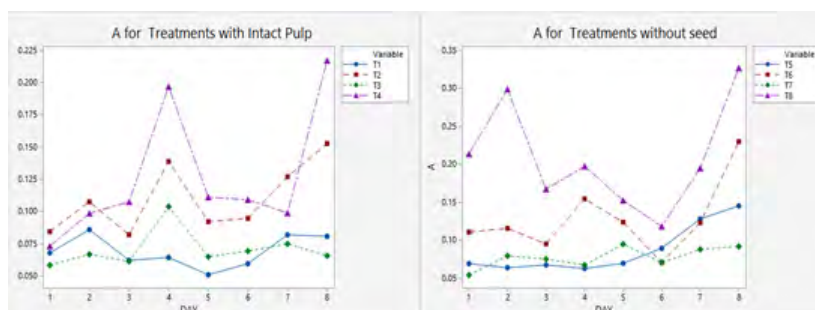 A for Treatments with Intact Pulp
Variable
T1
T2
T3
T4
0.225
0.200
0.175
0.150
0.125
0.100
0.075
0.050
1 2 3 4 5 6 7 8
DAY
A for Treatments without seed
Variable
T5
T6
T7
T8
0.35
0.30
0.25
0.20
0.15
0.10
0.05
A
1 2 3 4 5 6 7 8
DAY